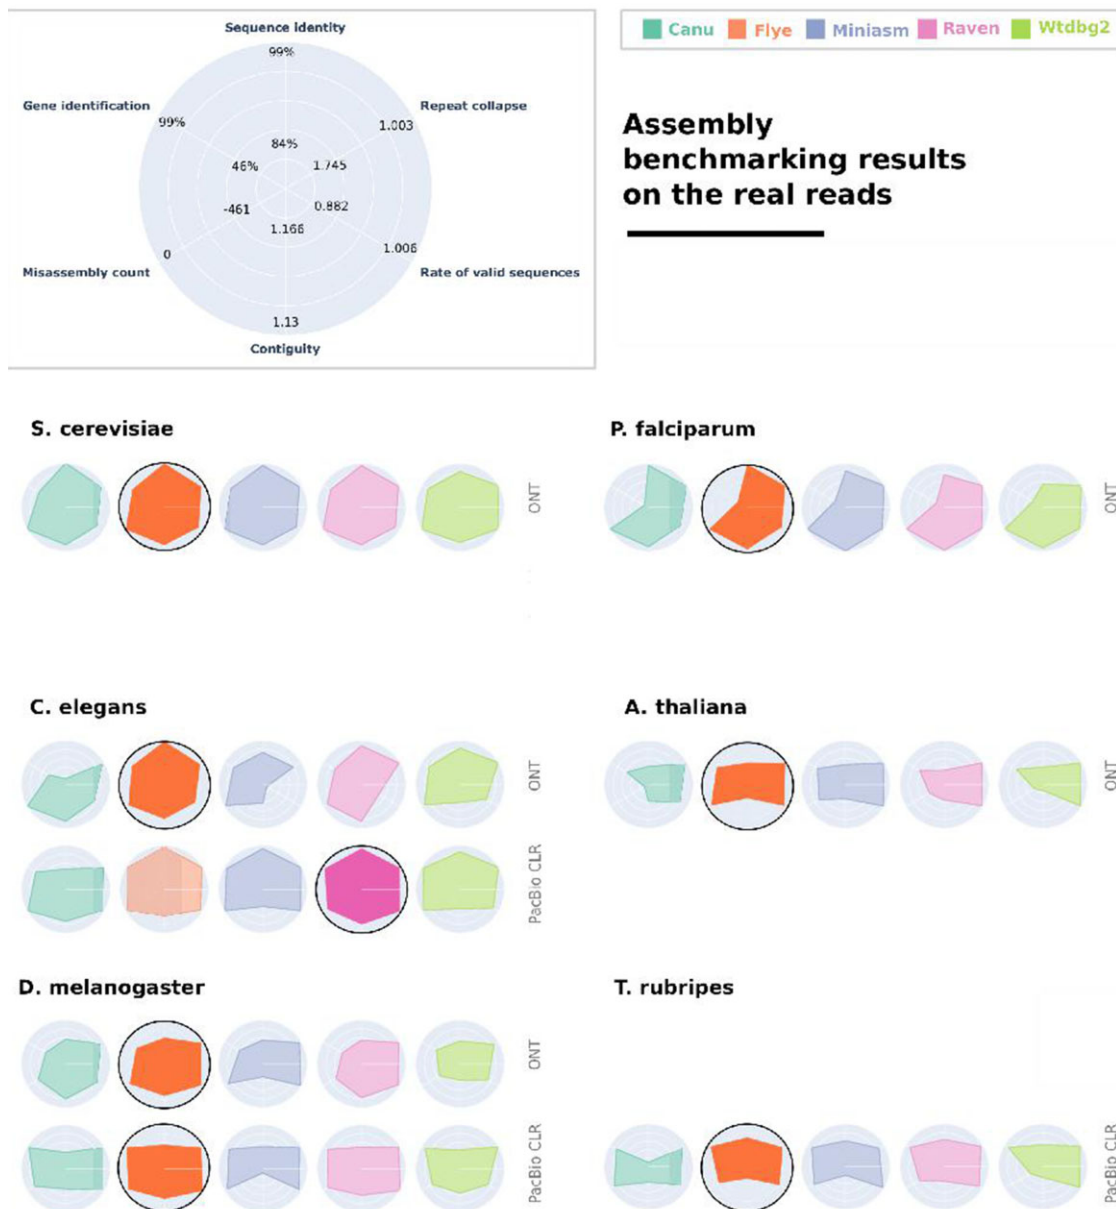 Sequence identity
99%
Gene identification
Repeat collapse
99%
1.003
84%
46%
1.745
-461
0.882
1.166
0
1.006
Misassembly count
Rate of valid sequences
1.13
Contiguity
Canu Flye Miniasm Raven Wtdbg2
Assembly
benchmarking results
on the real reads
S. cerevisiae
ONT
P. falciparum
ONT
C. elegans
ONT
PacBio CLR
A. thaliana
ONT
D. melanogaster
ONT
PacBio CLR
T. rubripes
PacBio CLR